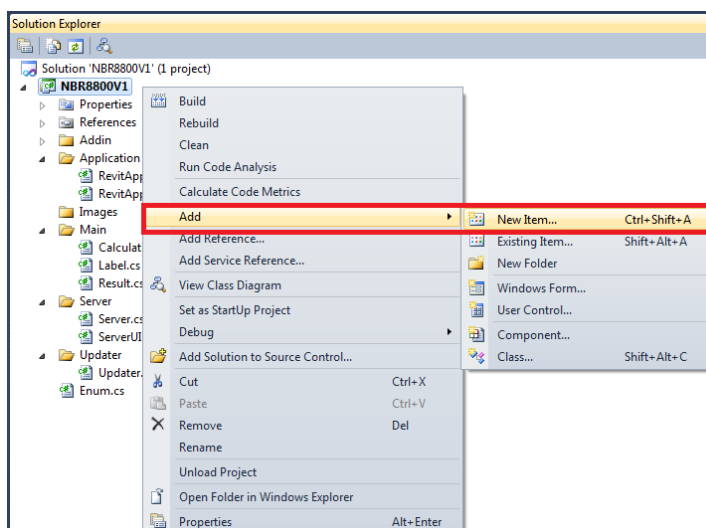 Solution Explorer
Solution 'NBR8800V1' (1 project)
NBR8800V1
Properties
References
Addin
Application
RevitApp
RevitApp
Images
Main
Calculat
Label.cs
Result.cs
Server
Server.cs
ServerUI
Updater
Updater.
Enum.cs
Build
Rebuild
Clean
Run Code Analysis
Calculate Code Metrics
Add
Add Reference...
Add Service Reference...
View Class Diagram
Set as StartUp Project
Debug
Add Solution to Source Control...
Cut Ctrl+X
Paste Ctrl+V
Remove Del
Rename
Unload Project
Open Folder in Windows Explorer
Properties Alt+Enter
New Item... Ctrl+Shift+A
Existing Item... Shift+Alt+A
New Folder
Windows Form...
User Control...
Component...
Class... Shift+Alt+C